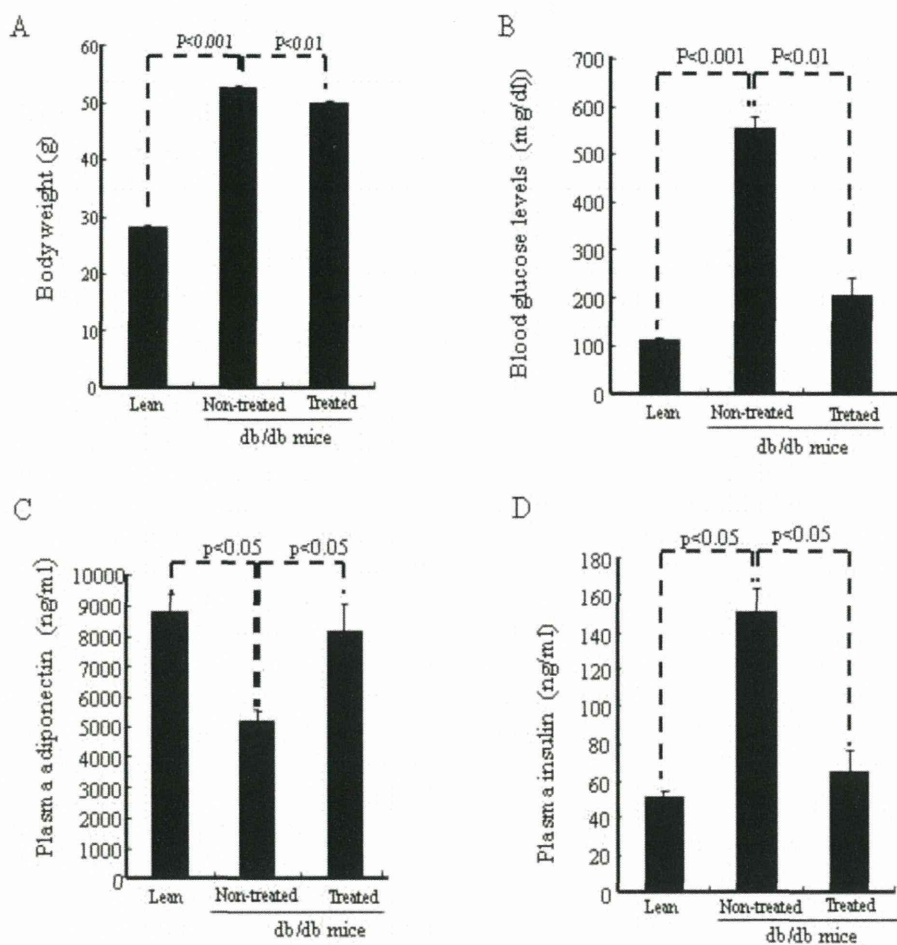 A
P<0.001 P<0.01
Body weight (g)
60
50
40
30
20
10
0
Lean Non-treated Treated
db/db mice
B
P<0.001 P<0.01
Blood glucose levels (mg/dl))
700
600
500
400
300
200
100
0
Lean Non-treated Tretaed
db/db mice
C
p<0.05 p<0.05
Plasma adiponectin (ng/ml)
10000
9000
8000
7000
6000
5000
4000
3000
2000
1000
0
Lean Non-treated Treated
db/db mice
D
p<0.05 p<0.05
Plasma insulin (ng/ml)
180
160
140
120
100
80
60
40
20
0
Lean Non-treated Treated
db/db mice